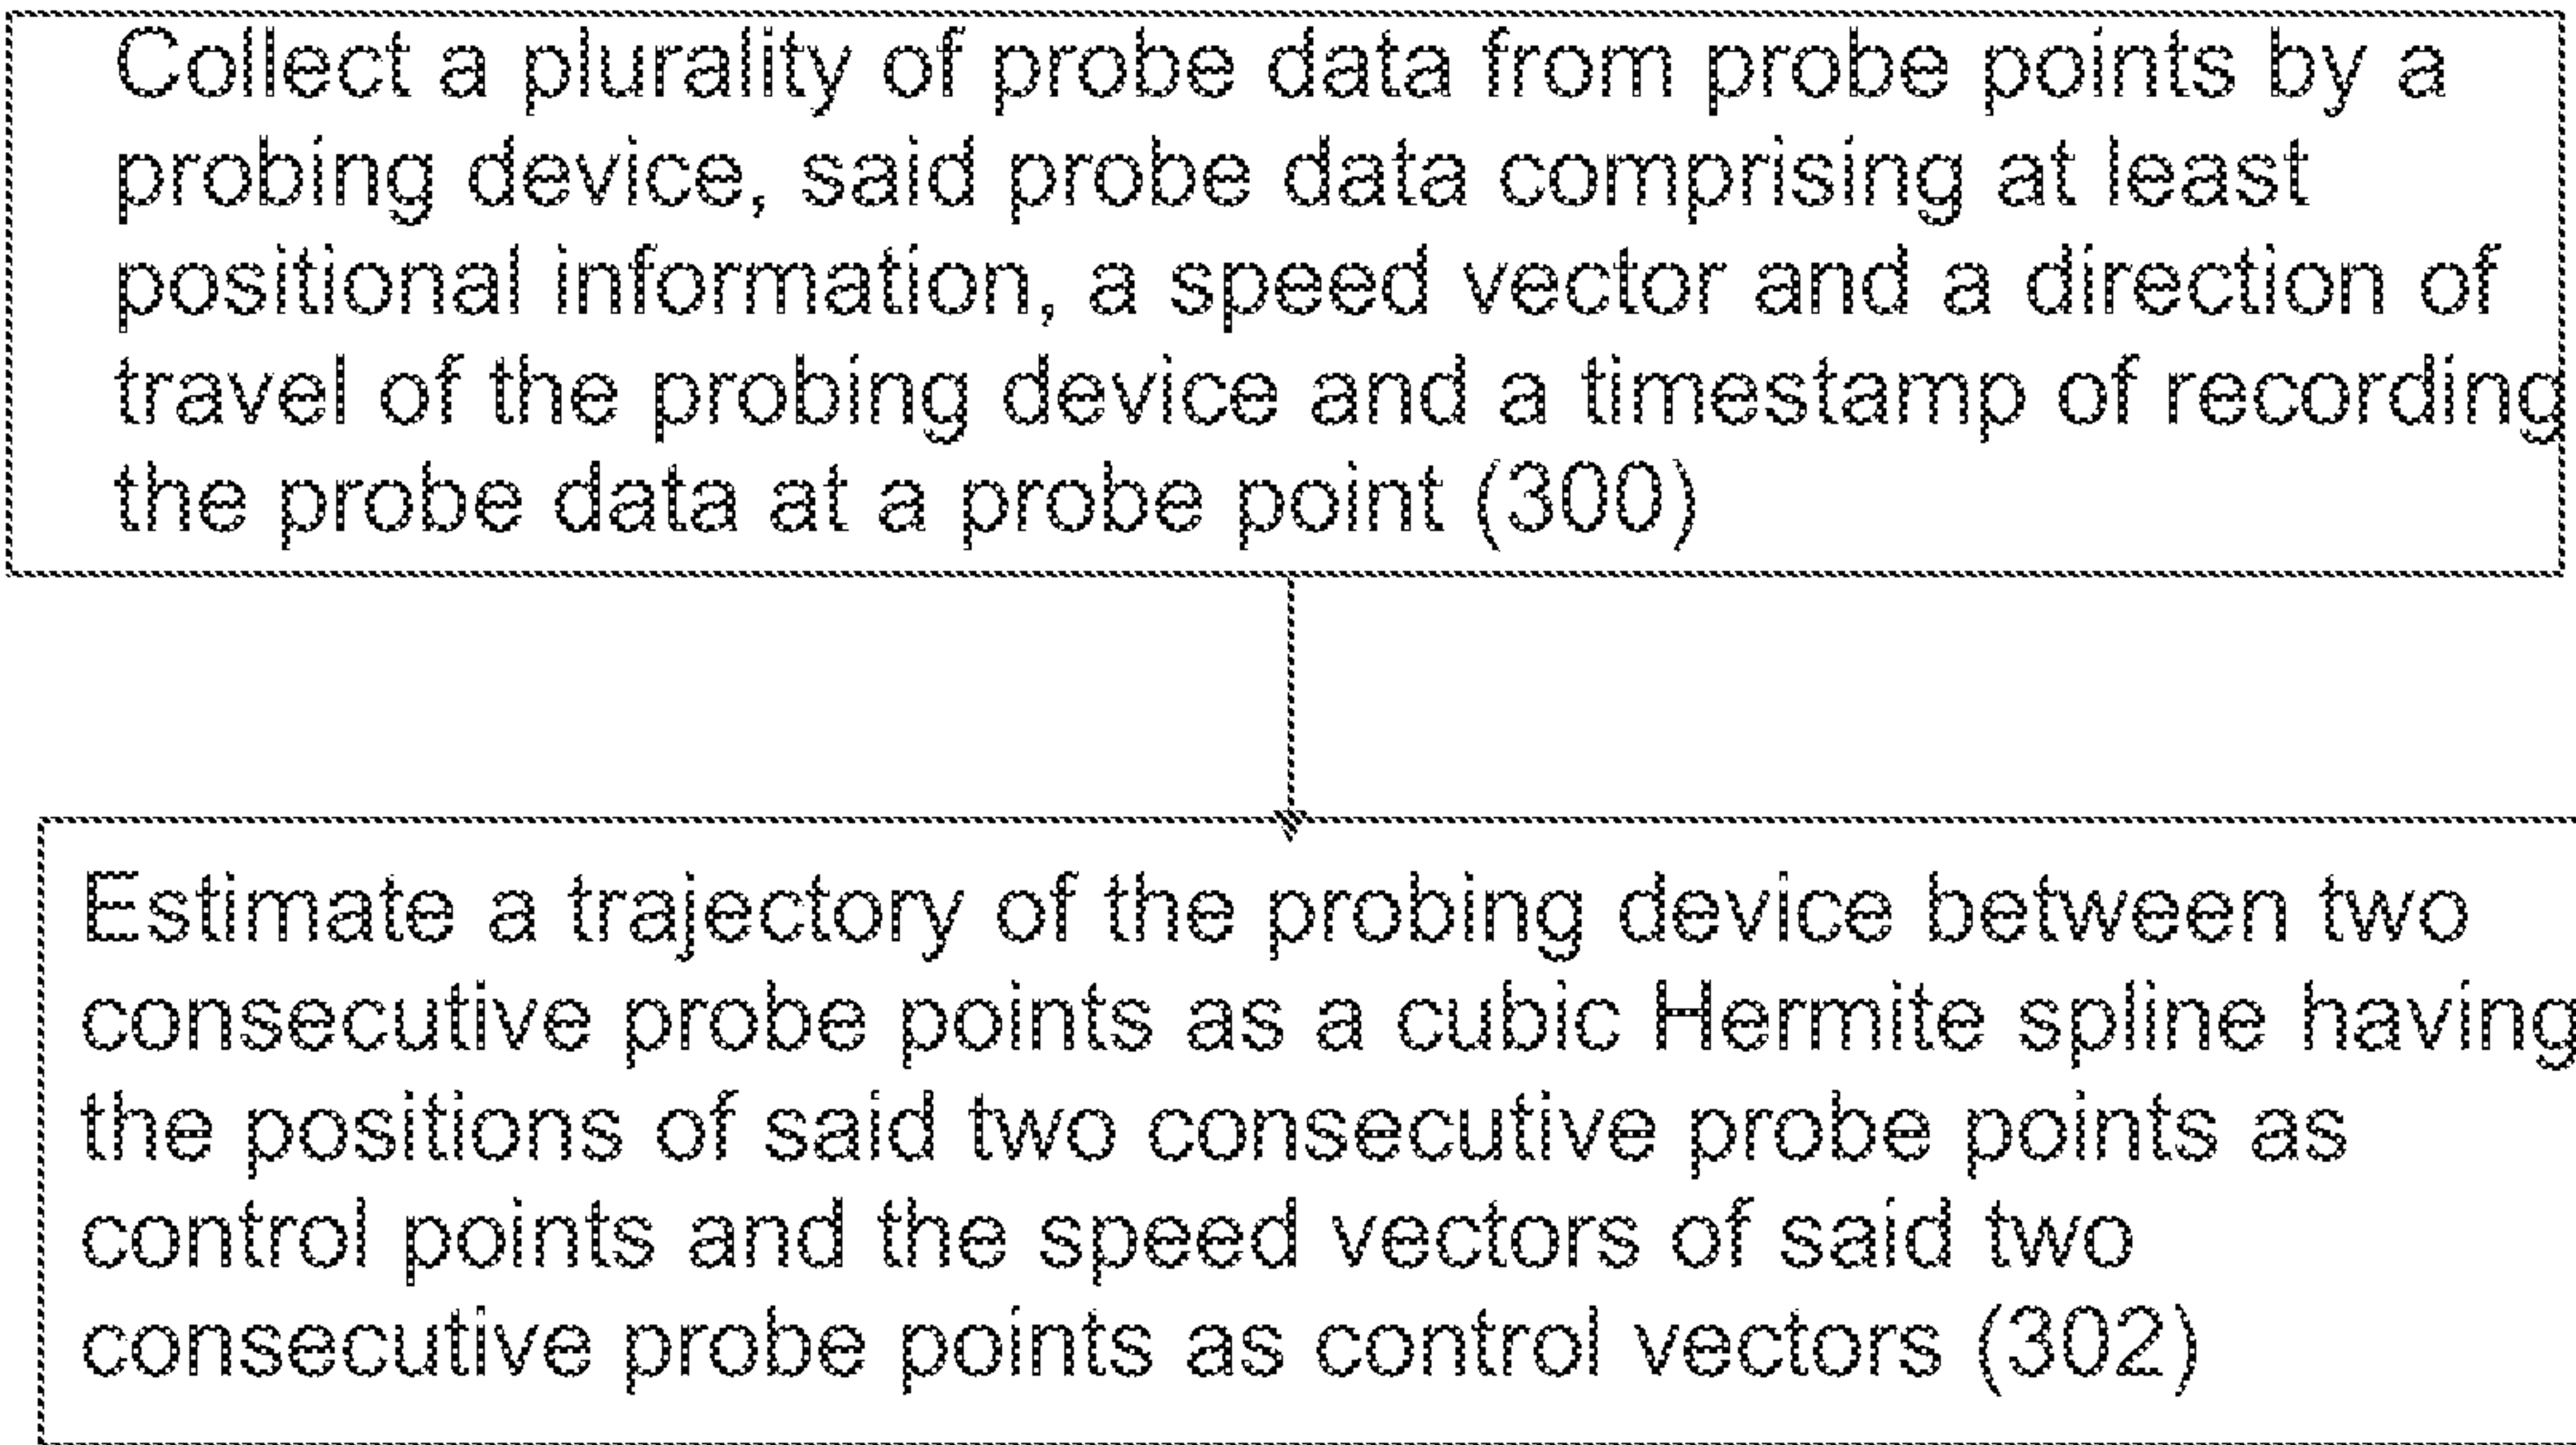 Collect a plurality of probe data from probe points by a
probing device, said probe data comprising at least
positional information, a speed vector and a direction of
travel of the probing device and a timestamp of recording
the probe data at a probe point (300)
Estimate a trajectory of the probing device between two
consecutive probe points as a cubic Hermite spline having
the positions of said two consecutive probe points as
control points and the speed vectors of said two
consecutive probe points as control vectors (302)